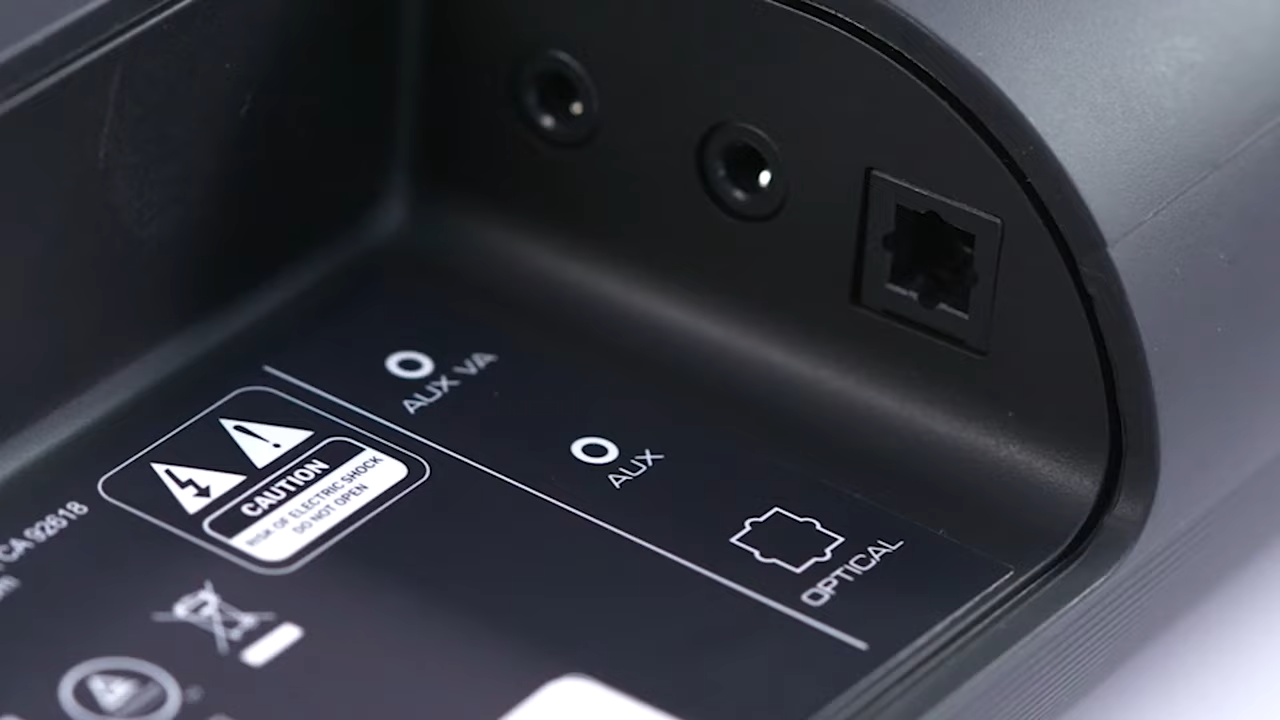 AUX VA
AUX
OPTICAL
CAUTION
RISK OF ELECTRIC SHOCK
DO NOT OPEN
CA 92618